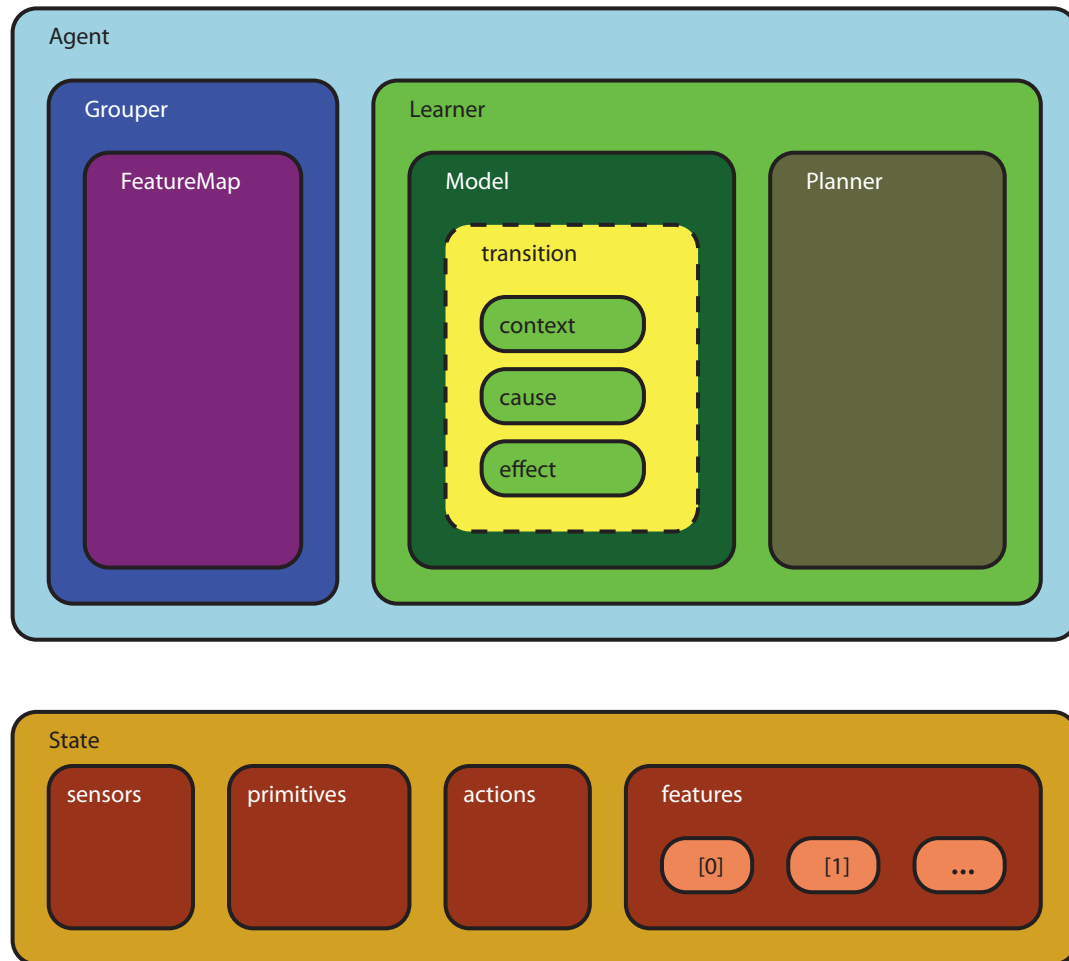 Agent
Grouper
Learner
FeatureMap
Model
Planner
transition
context
cause
effect
State
sensors
primitives
actions
features
[0]
[1]
...